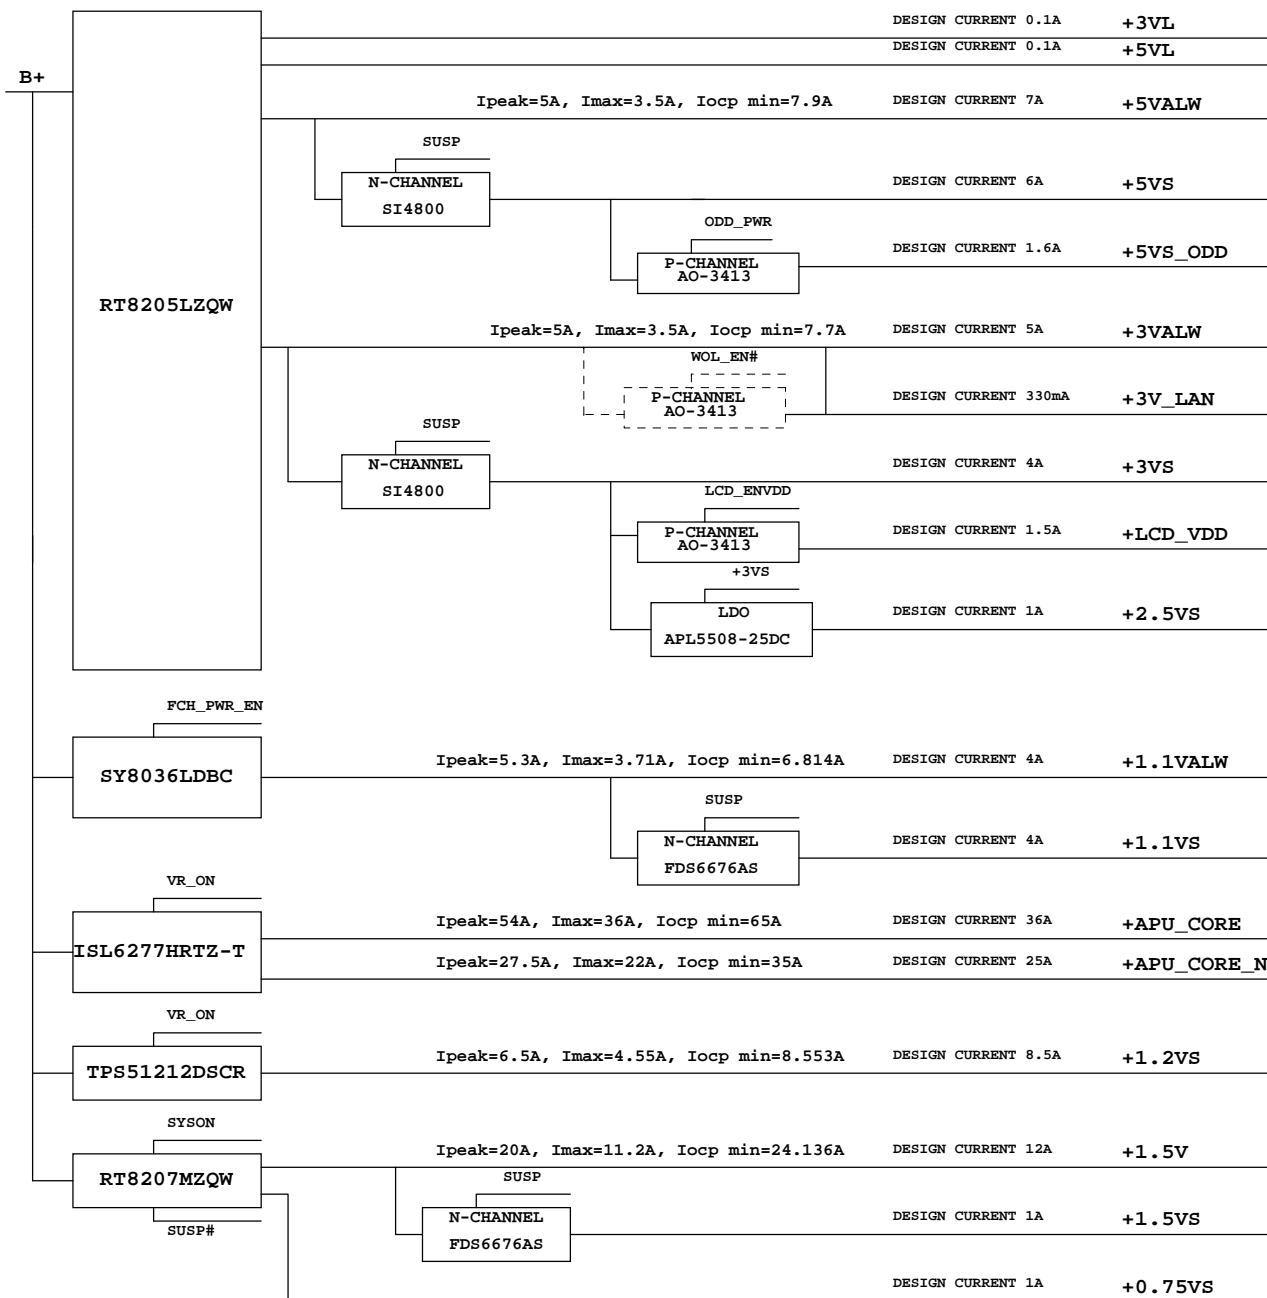 DESIGN CURRENT 0.1A +3VL
DESIGN CURRENT 0.1A +5VL
B+
Ipeak=5A, Imax=3.5A, Iocp min=7.9A DESIGN CURRENT 7A +5VALW
SUSP
N-CHANNEL
SI4800
DESIGN CURRENT 6A +5VS
ODD_PWR
P-CHANNEL
AO-3413
DESIGN CURRENT 1.6A +5VS_ODD
RT8205LZQW
Ipeak=5A, Imax=3.5A, Iocp min=7.7A DESIGN CURRENT 5A +3VALW
WOL_EN#
P-CHANNEL
AO-3413
DESIGN CURRENT 330mA +3V_LAN
SUSP
N-CHANNEL
SI4800
DESIGN CURRENT 4A +3VS
LCD_ENVDD
P-CHANNEL
AO-3413
DESIGN CURRENT 1.5A +LCD_VDD
+3VS
LDO
APL5508-25DC
DESIGN CURRENT 1A +2.5VS
FCH_PWR_EN
SY8036LDBC
Ipeak=5.3A, Imax=3.71A, Iocp min=6.814A DESIGN CURRENT 4A +1.1VALW
SUSP
N-CHANNEL
FDS6676AS
DESIGN CURRENT 4A +1.1VS
VR_ON
ISL6277HRTZ-T
Ipeak=54A, Imax=36A, Iocp min=65A DESIGN CURRENT 36A +APU_CORE
Ipeak=27.5A, Imax=22A, Iocp min=35A DESIGN CURRENT 25A +APU_CORE_N
VR_ON
TPS51212DSCR
Ipeak=6.5A, Imax=4.55A, Iocp min=8.553A DESIGN CURRENT 8.5A +1.2VS
SYSON
RT8207MZQW
SUSP#
Ipeak=20A, Imax=11.2A, Iocp min=24.136A DESIGN CURRENT 12A +1.5V
SUSP
N-CHANNEL
FDS6676AS
DESIGN CURRENT 1A +1.5VS
DESIGN CURRENT 1A +0.75VS